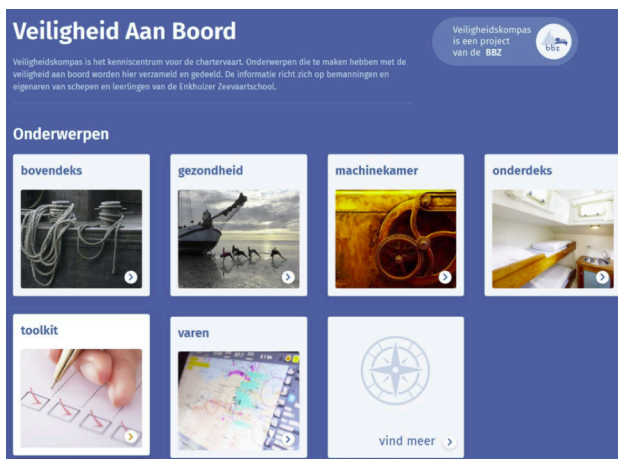 Veiligheid Aan Boord
Veiligheidskompas
is een project
van de BBZ
bbz
Veiligheidskompas is het kenniscentrum voor de chartervaart. Onderwerpen die te maken hebben met de
veiligheid aan boord worden hier verzameld en gedeeld. De informatie richt zich op bemanningen en
eigenaren van schepen en leerlingen van de Enkhuizer Zeevaartschool.
Onderwerpen
bovendeks
gezondheid
machinekamer
onderdeks
toolkit
varen
vind meer